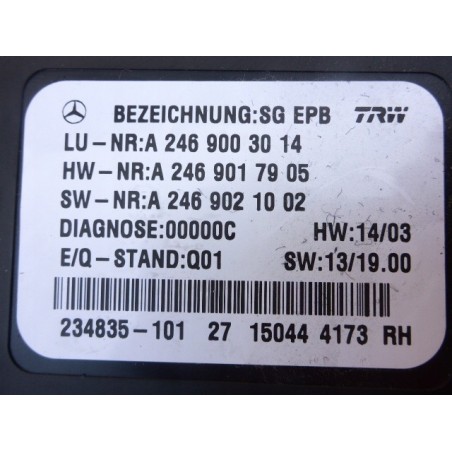 BEZEICHNUNG:SG EPB TRW
LU-NR:A 246 900 30 14
HW-NR:A 246 901 79 05
SW-NR:A 246 902 10 02
DIAGNOSE:00000C HW:14/03
E/Q-STAND:Q01 SW:13/19.00
234835-101 27 15044 4173 RH